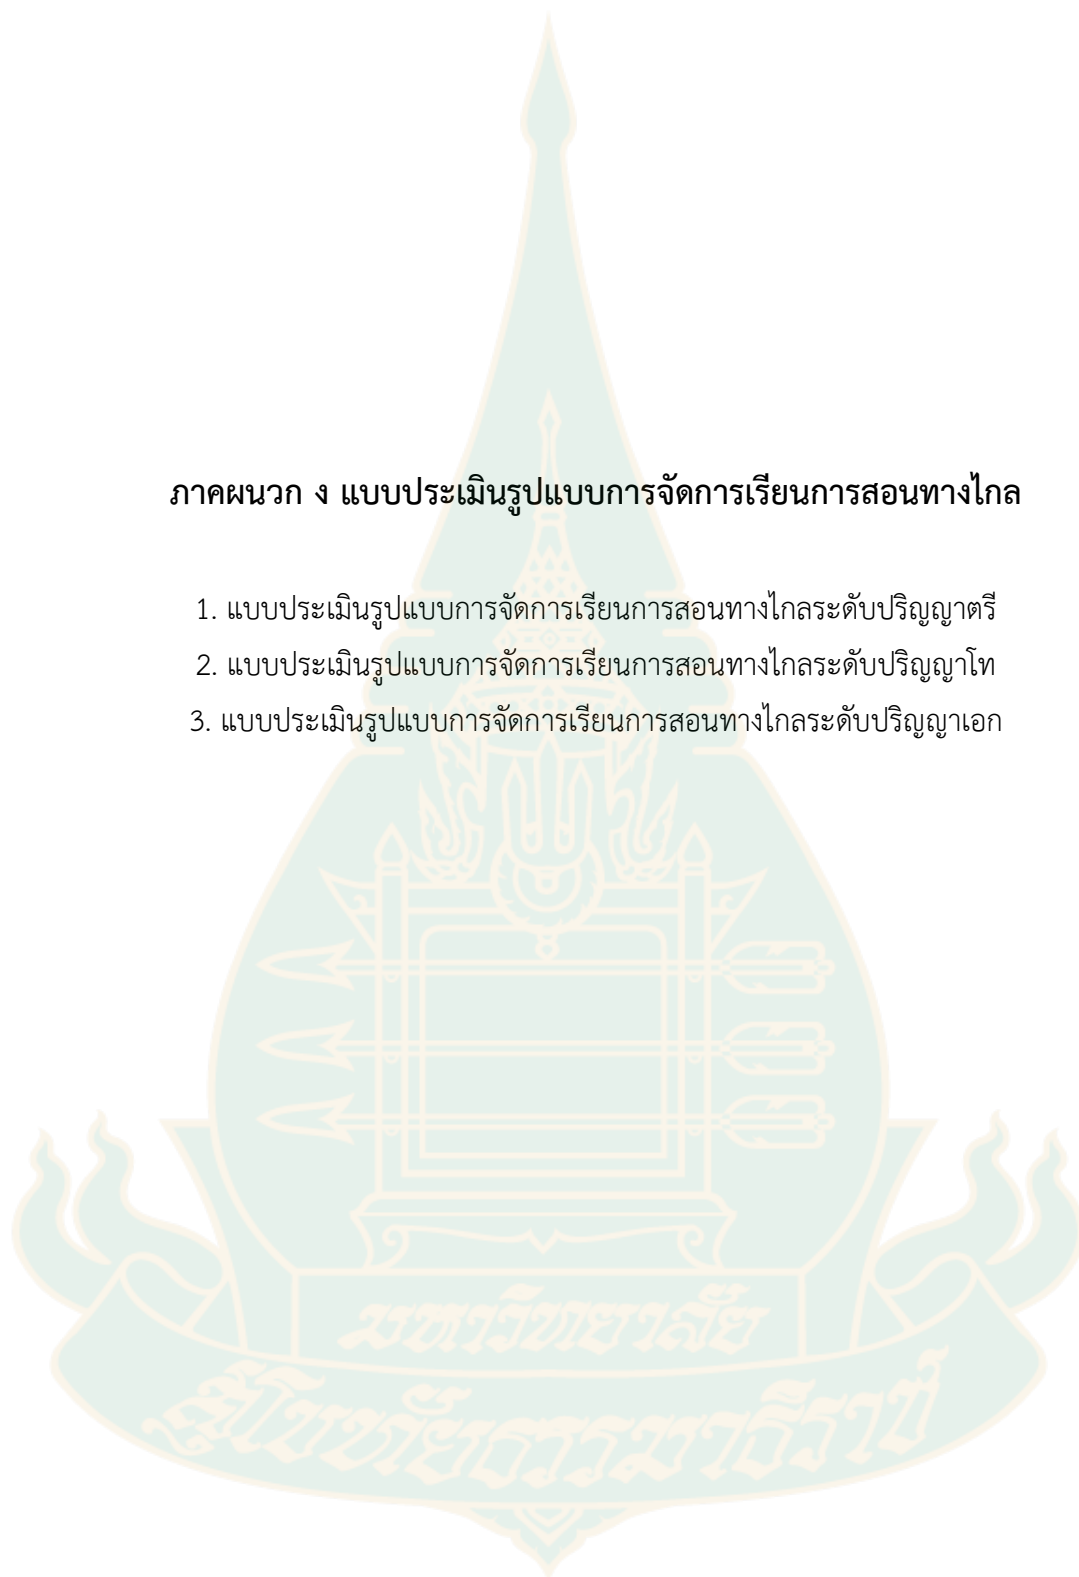 ภาคผนวก ง แบบประเมินรูปแบบการจัดการเรียนการสอนทางไกล
1. แบบประเมินรูปแบบการจัดการเรียนการสอนทางไกลระดับปริญญาตรี
2. แบบประเมินรูปแบบการจัดการเรียนการสอนทางไกลระดับปริญญาโท
3. แบบประเมินรูปแบบการจัดการเรียนการสอนทางไกลระดับปริญญาเอก
มหาวิทยาลัย
สุโขทัยธรรมาธิราช